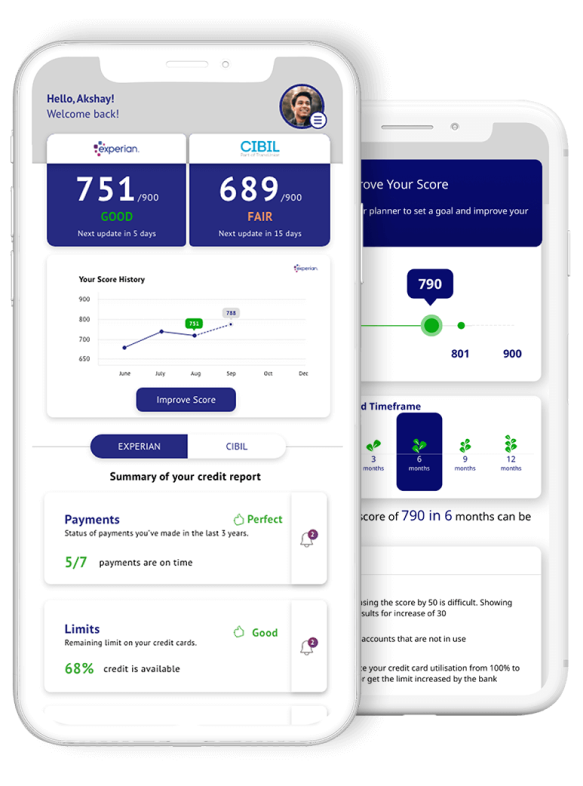 Hello, Akshay!
Welcome back!
experian.
CIBIL
751/900
GOOD
Next update in 5 days
689/900
FAIR
Next update in 15 days
experian.
Your Score History
900
800
700
650
751
788
June July Aug Sep Oct Dec
Improve Score
EXPERIAN CIBIL
Summary of your credit report
Payments
Perfect
Status of payments you've made in the last 3 years.
2
5/7 payments are on time
Limits
Good
Remaining limit on your credit cards.
2
68% credit is available
rove Your Score
r planner to set a goal and improve your
790
801 900
d Timeframe
3 months
6 months
9 months
12 months
score of 790 in 6 months can be
sing the score by 50 is difficult. Showing
sults for increase of 30
accounts that are not in use
ce your credit card utilisation from 100% to
or get the limit increased by the bank